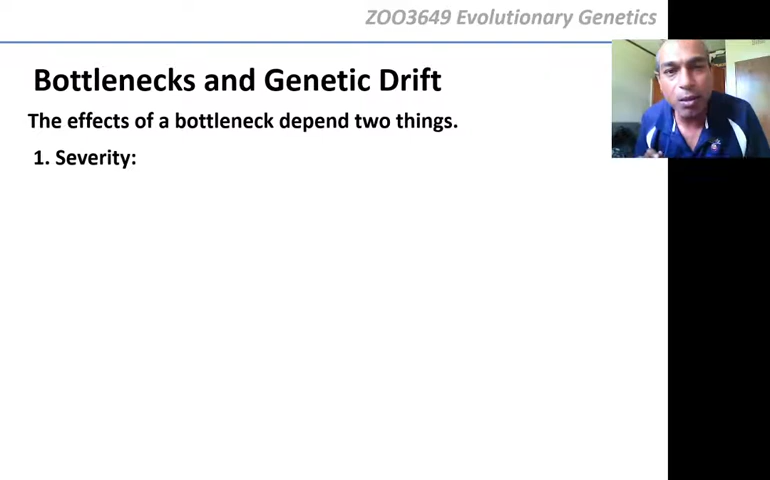 ZOO3649 Evolutionary Genetics
Bottlenecks and Genetic Drift
The effects of a bottleneck depend two things.
1. Severity: